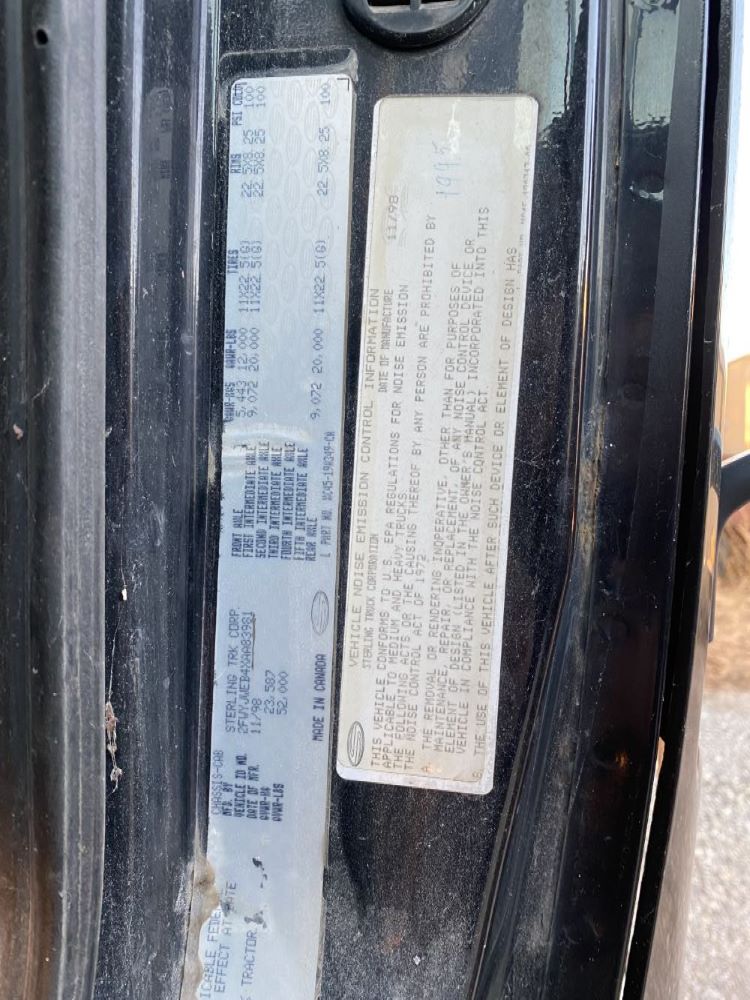 CHASSIS-CAB
MFD. BY STERLING TRK CORP.
VEHICLE ID NO. 2FWYJWEB4XAA83981
DATE OF MFR. 11/98
GVWR-KG 23,587
GVWR-LBS 52,000
MADE IN CANADA
GAWR-KGS GAWR-LBS TIRES RIMS PSI COLD
FRONT AXLE 5,443 12,000 11X22.5(G) 22.5X8.25 100
FIRST INTERMEDIATE AXLE 9,072 20,000 11X22.5(G) 22.5X8.25 100
SECOND INTERMEDIATE AXLE
THIRD INTERMEDIATE AXLE
FOURTH INTERMEDIATE AXLE
FIFTH INTERMEDIATE AXLE
REAR AXLE 9,072 20,000 11X22.5(G) 22.5X8.25 100
TRACTOR
VEHICLE NOISE EMISSION CONTROL INFORMATION
STERLING TRUCK CORPORATION DATE OF MANUFACTURE 11/98
1995
THIS VEHICLE CONFORMS TO U.S. EPA REGULATIONS FOR NOISE EMISSION
APPLICABLE TO MEDIUM AND HEAVY TRUCKS.
THE FOLLOWING ACTS OR THE CAUSING THEREOF BY ANY PERSON ARE PROHIBITED BY
THE NOISE CONTROL ACT OF 1972
A. THE REMOVAL OR RENDERING INOPERATIVE, OTHER THAN FOR PURPOSES OF
MAINTENANCE, REPAIR, OR REPLACEMENT, OF ANY NOISE CONTROL DEVICE OR
ELEMENT OF DESIGN (LISTED IN THE OWNER'S MANUAL) INCORPORATED INTO THIS
VEHICLE IN COMPLIANCE WITH THE NOISE CONTROL ACT
B. THE USE OF THIS VEHICLE AFTER SUCH DEVICE OR ELEMENT OF DESIGN HAS